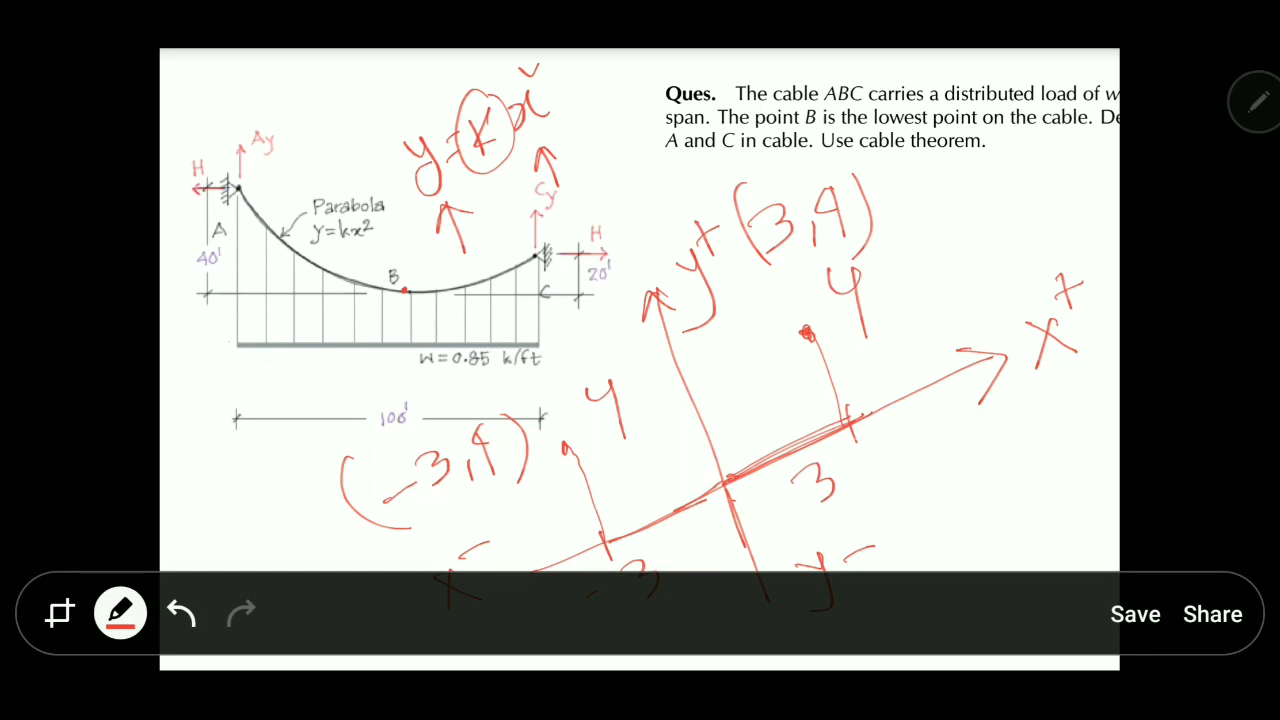 Ques. The cable ABC carries a distributed load of w
span. The point B is the lowest point on the cable. De
A and C in cable. Use cable theorem.
y=kx
Ay
H
Parabola
y=kx²
A
40'
B
Cy
H
20'
C
W=0.85 k/ft
100'
y+
(3,4)
4
x+
3
(-3,4)
4
x-
-3
y-
Save
Share